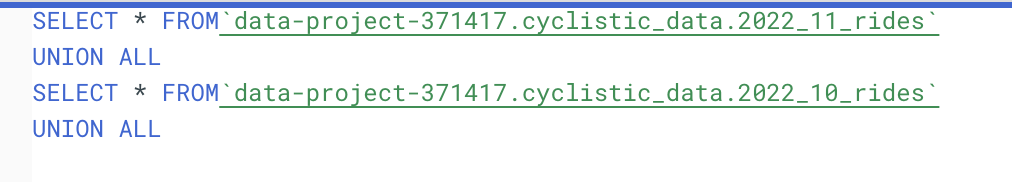 SELECT * FROM`data-project-371417.cyclistic_data.2022_11_rides`
UNION ALL
SELECT * FROM`data-project-371417.cyclistic_data.2022_10_rides`
UNION ALL